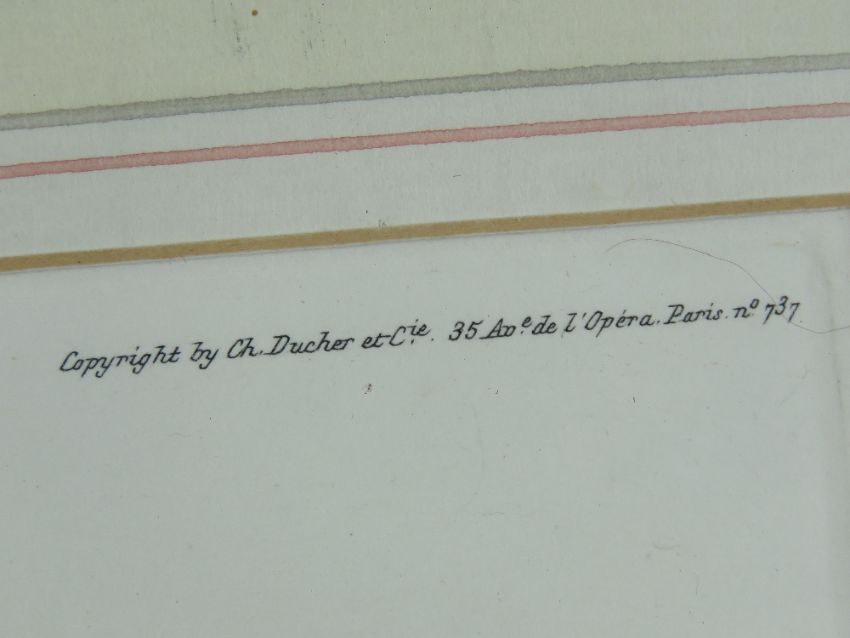 Copyright by Ch. Ducher et Cie. 35 Ave de l'Opéra. Paris. no 737